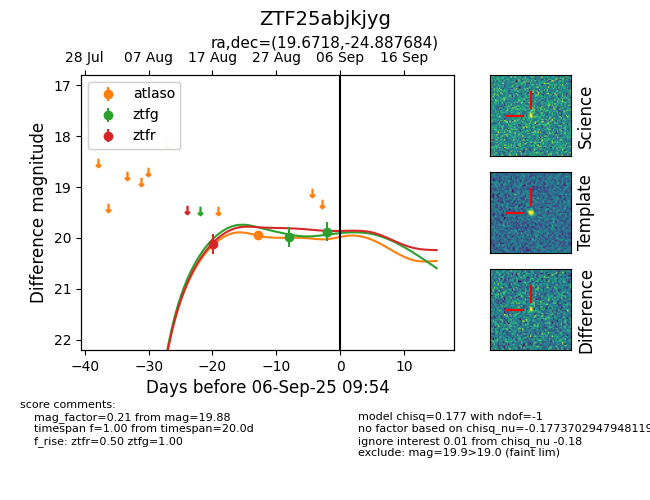 ZTF25abjkjyg
ra,dec=(19.6718,-24.887684)
28 Jul 07 Aug 17 Aug 27 Aug 06 Sep 16 Sep
atlaso
ztfg
ztfr
17
18
19
20
21
22
Difference magnitude
−40 −30 −20 −10 0 10
Days before 06-Sep-25 09:54
Science
Template
Difference
score comments:
mag_factor=0.21 from mag=19.88
timespan f=1.00 from timespan=20.0d
f_rise: ztfr=0.50 ztfg=1.00
model chisq=0.177 with ndof=-1
no factor based on chisq_nu=-0.1773702947948119
ignore interest 0.01 from chisq_nu -0.18
exclude: mag=19.9>19.0 (faint lim)